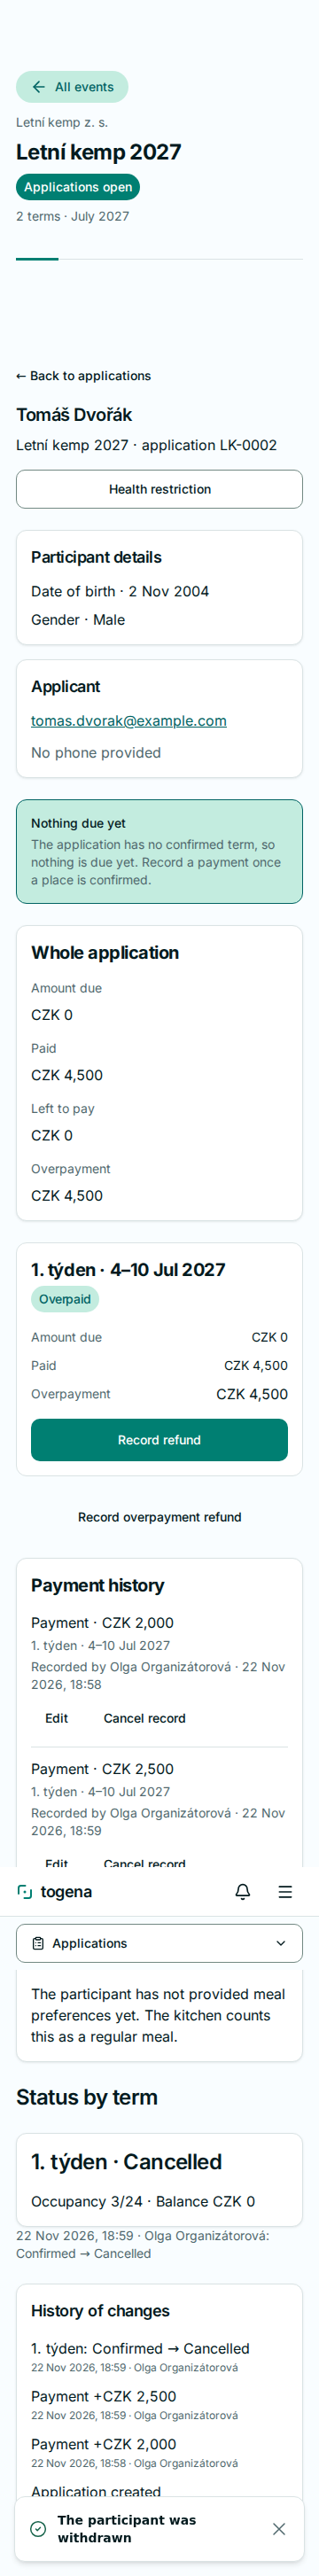 ← All events
Letní kemp z. s.
Letní kemp 2027
Applications open
2 terms · July 2027
← Back to applications
Tomáš Dvořák
Letní kemp 2027 · application LK-0002
Health restriction
Participant details
Date of birth · 2 Nov 2004
Gender · Male
Applicant
tomas.dvorak@example.com
No phone provided
Nothing due yet
The application has no confirmed term, so
nothing is due yet. Record a payment once
a place is confirmed.
Whole application
Amount due
CZK 0
Paid
CZK 4,500
Left to pay
CZK 0
Overpayment
CZK 4,500
1. týden · 4–10 Jul 2027
Overpaid
Amount due CZK 0
Paid CZK 4,500
Overpayment CZK 4,500
Record refund
Record overpayment refund
Payment history
Payment · CZK 2,000
1. týden · 4–10 Jul 2027
Recorded by Olga Organizátorová · 22 Nov
2026, 18:58
Edit Cancel record
Payment · CZK 2,500
1. týden · 4–10 Jul 2027
Recorded by Olga Organizátorová · 22 Nov
2026, 18:59
Edit Cancel record
togena
Applications
The participant has not provided meal
preferences yet. The kitchen counts
this as a regular meal.
Status by term
1. týden · Cancelled
Occupancy 3/24 · Balance CZK 0
22 Nov 2026, 18:59 · Olga Organizátorová:
Confirmed → Cancelled
History of changes
1. týden: Confirmed → Cancelled
22 Nov 2026, 18:59 · Olga Organizátorová
Payment +CZK 2,500
22 Nov 2026, 18:59 · Olga Organizátorová
Payment +CZK 2,000
22 Nov 2026, 18:58 · Olga Organizátorová
Application created
The participant was
withdrawn